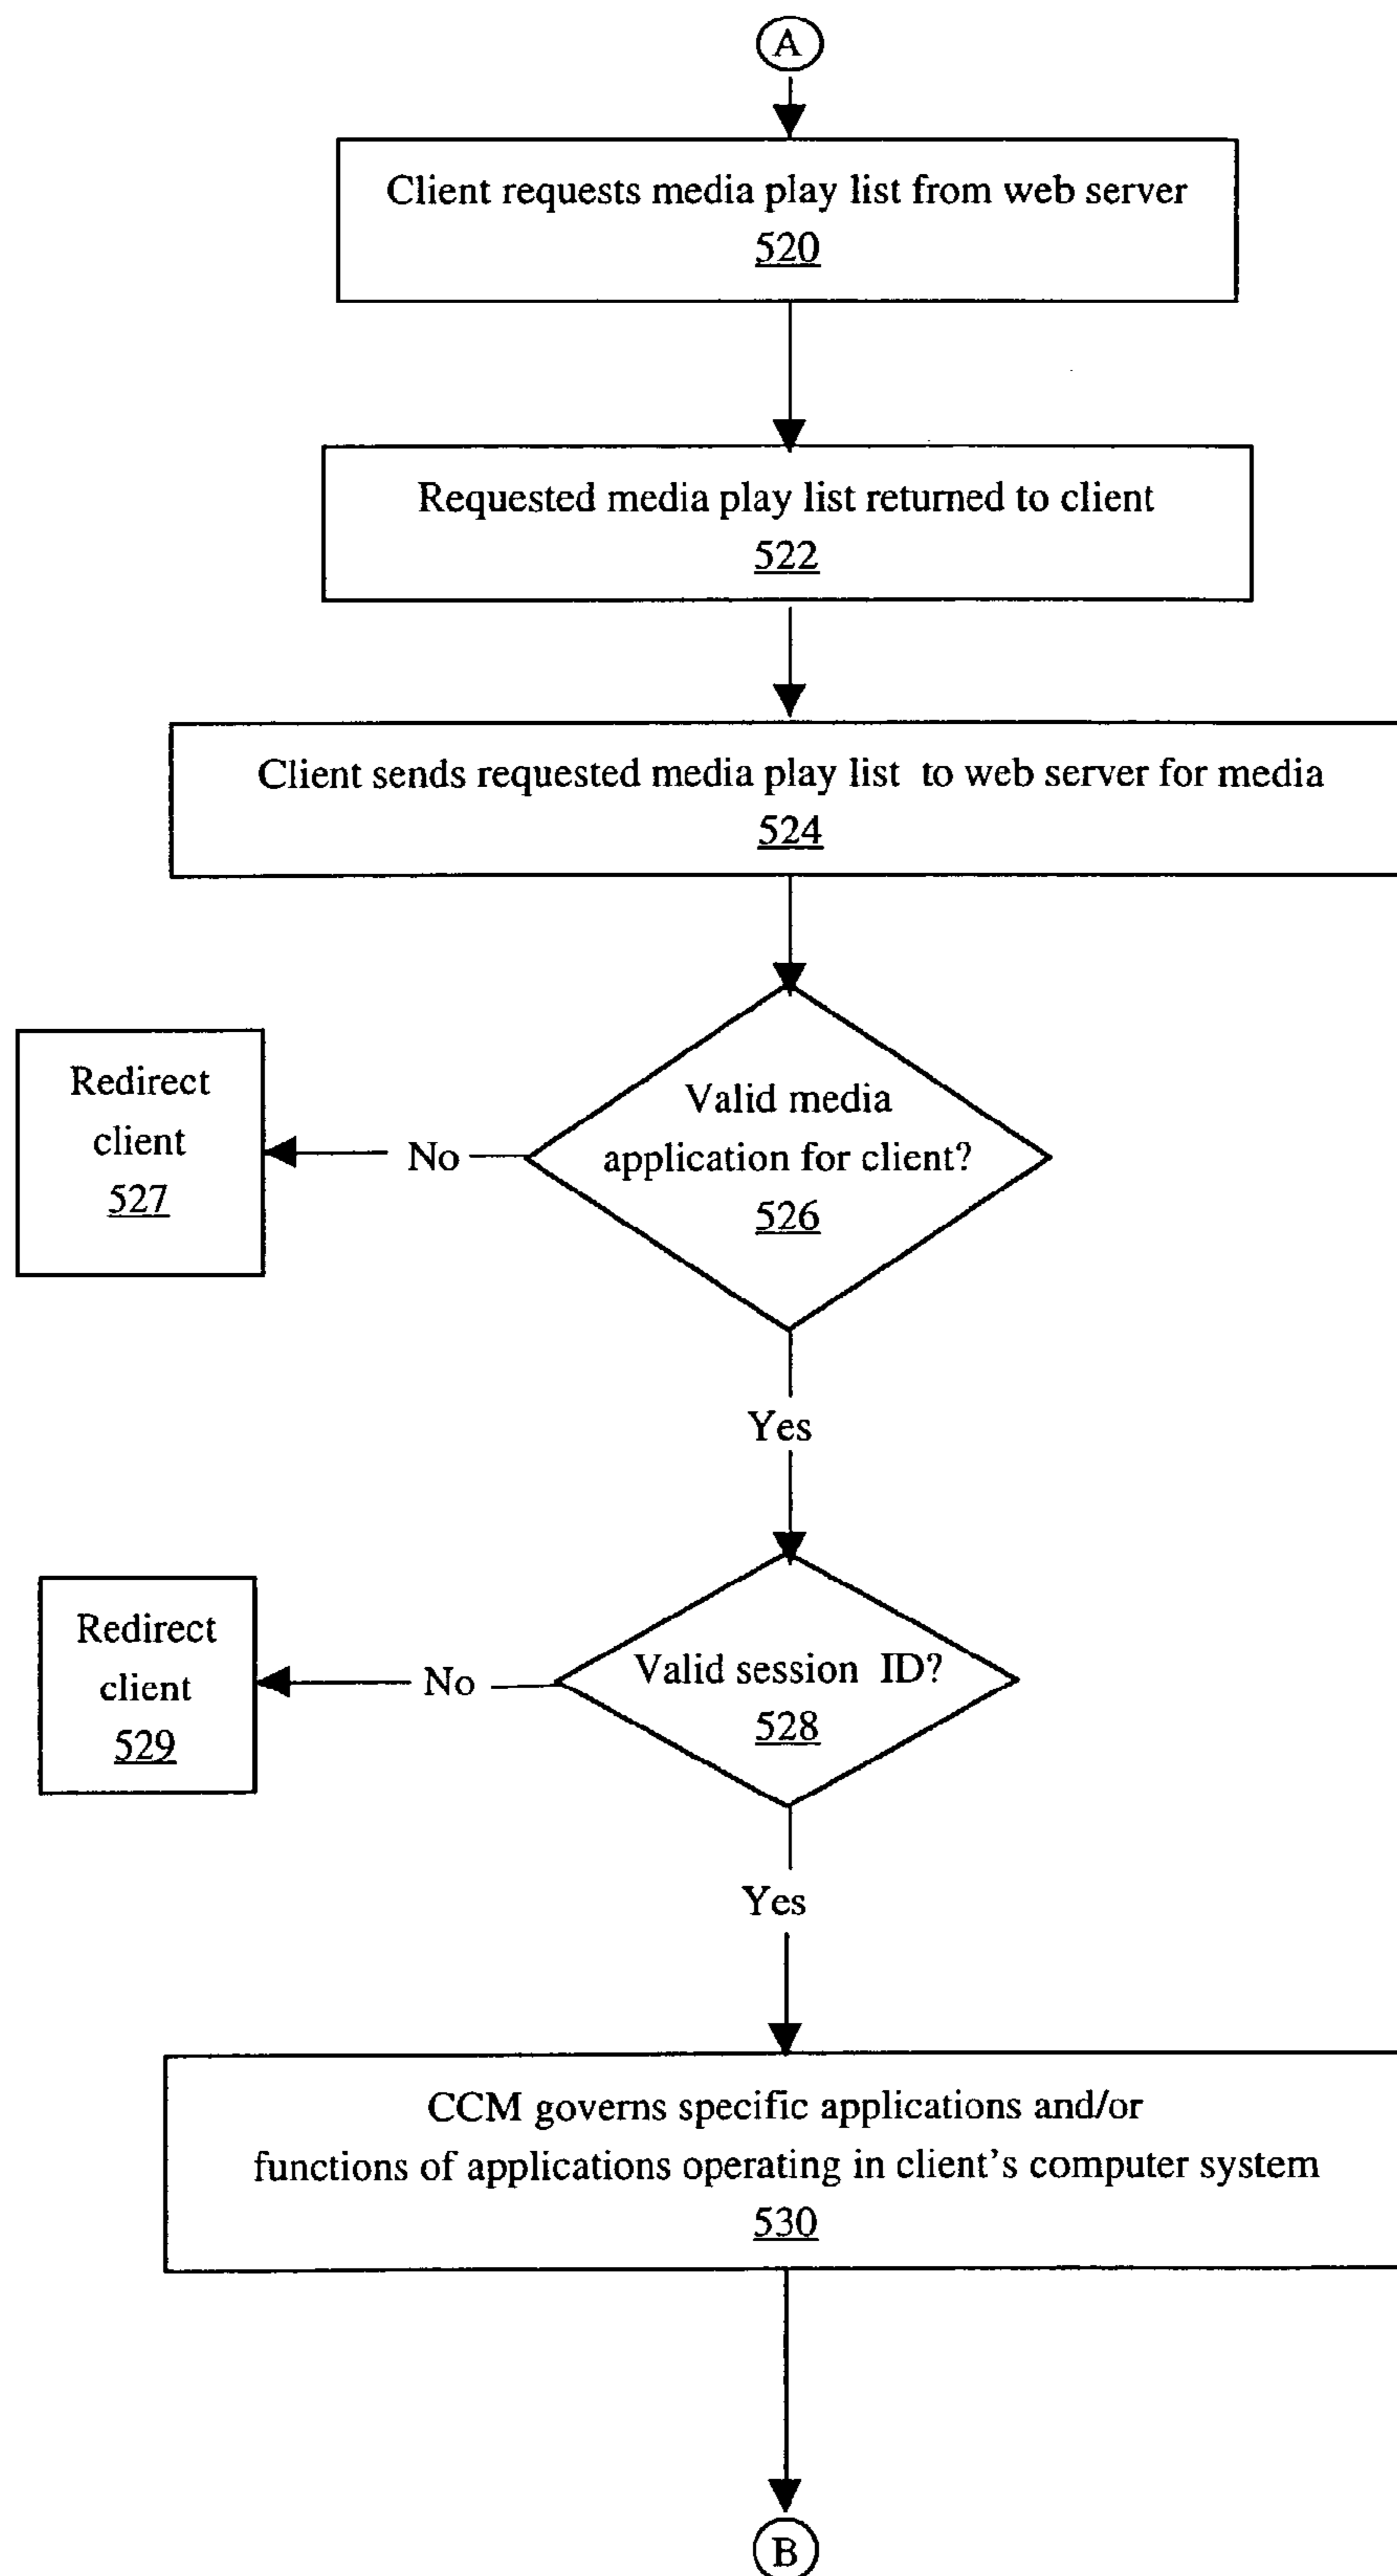 A
Client requests media play list from web server
520
Requested media play list returned to client
522
Client sends requested media play list to web server for media
524
Redirect
client
527
No
Valid media
application for client?
526
Yes
Redirect
client
529
No
Valid session ID?
528
Yes
CCM governs specific applications and/or
functions of applications operating in client's computer system
530
B